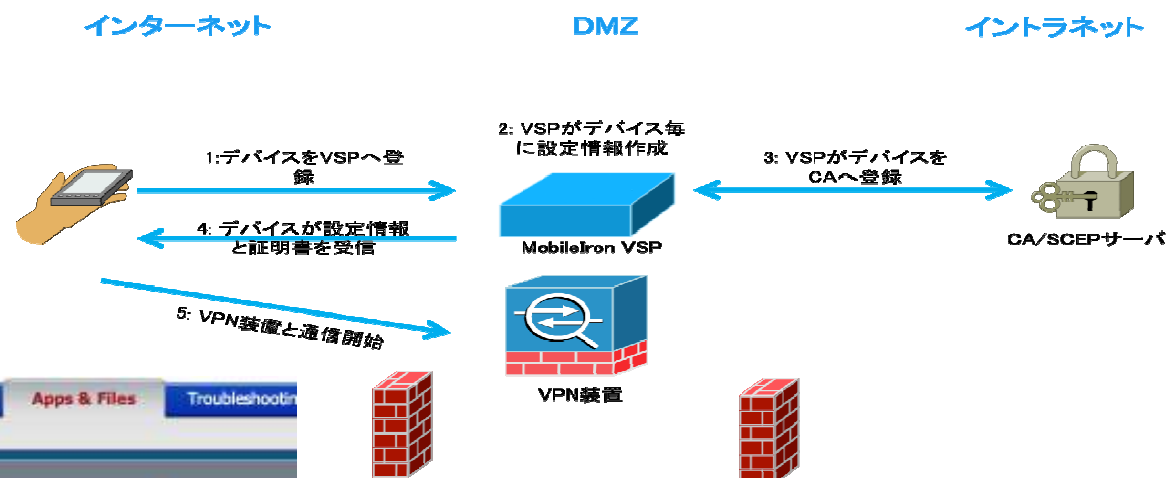 インターネット
DMZ
イントラネット
2: VSPがデバイス毎
に設定情報作成
1:デバイスをVSPへ登
録
3: VSPがデバイスを
CAへ登録
4: デバイスが設定情報
と証明書を受信
MobileIron VSP
CA/SCEPサーバ
5: VPN装置と通信開始
VPN装置
Apps & Files
Troubleshootin